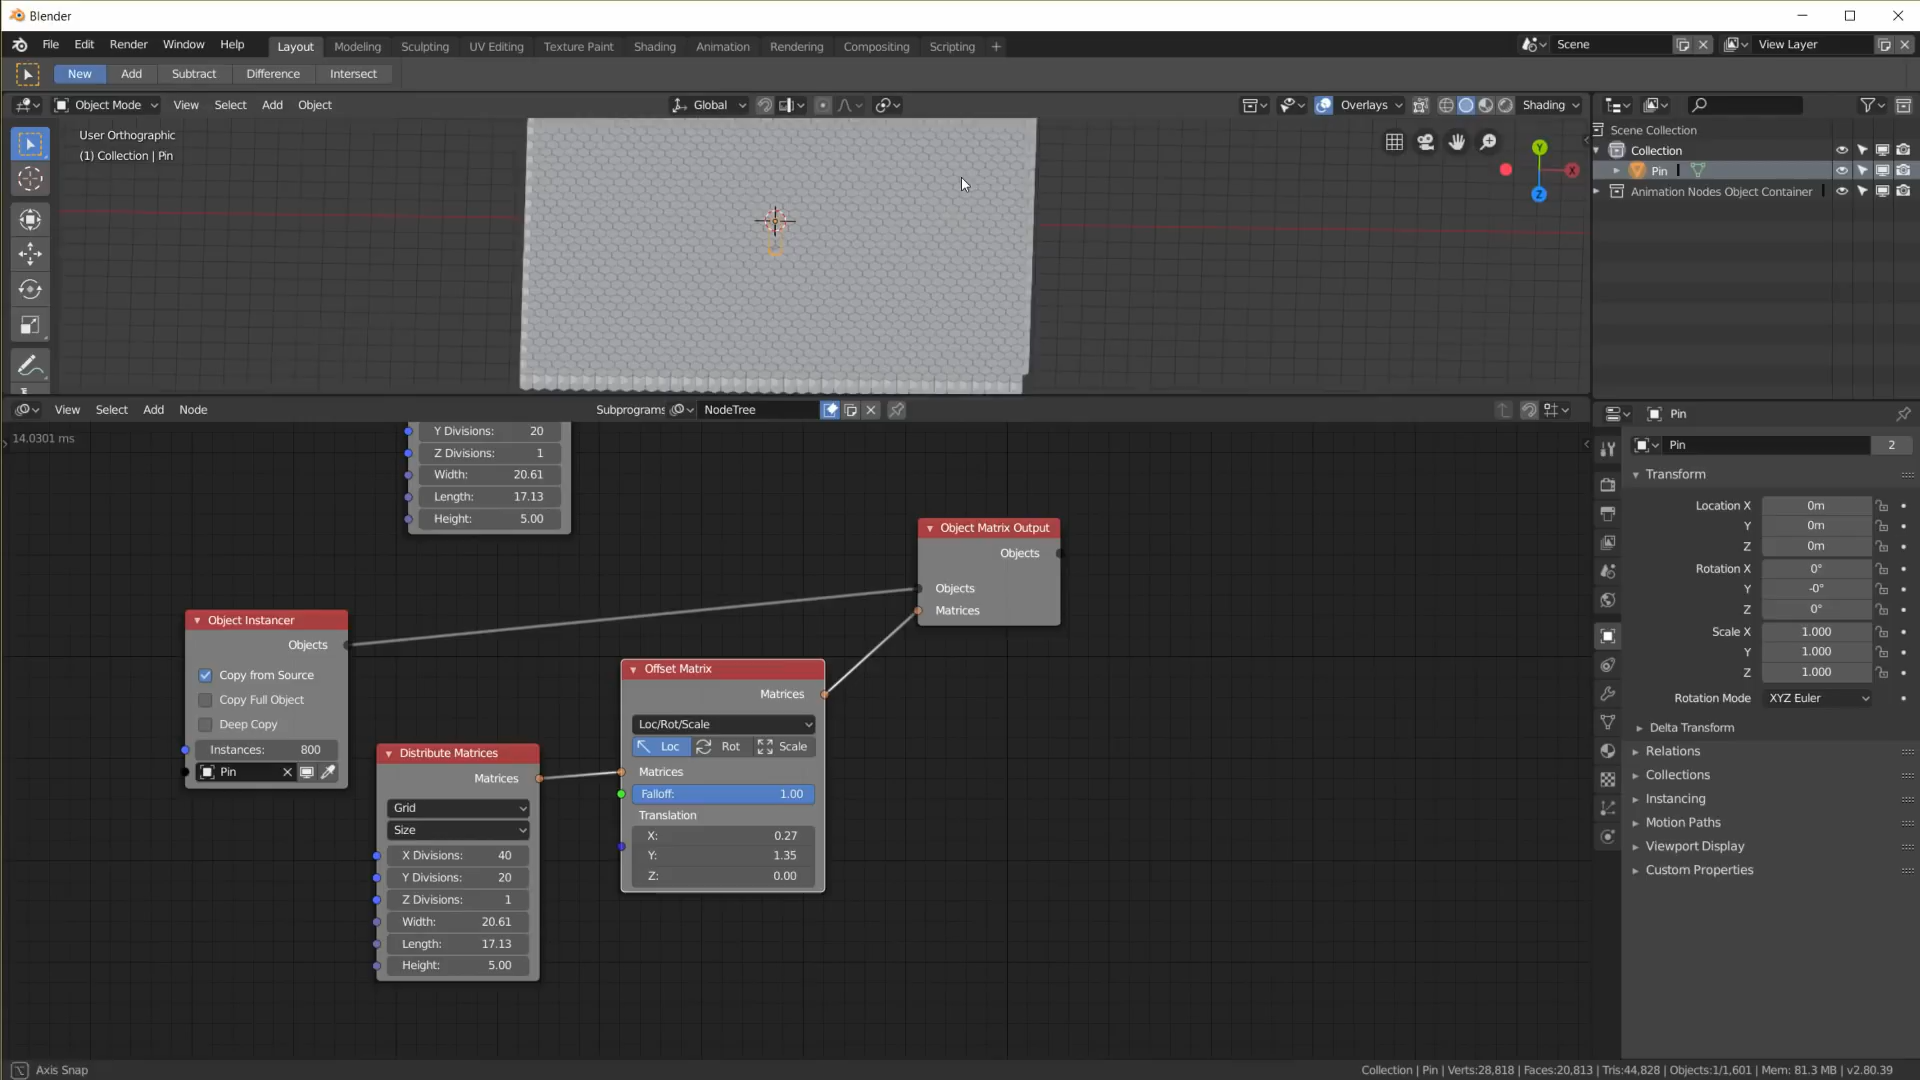 Blender
File Edit Render Window Help Layout Modeling Sculpting UV Editing Texture Paint Shading Animation Rendering Compositing Scripting Scene View Layer
New Add Subtract Difference Intersect
Object Mode View Select Add Object Global Overlays Shading
User Orthographic
(1) Collection | Pin
Y
X
Z
Scene Collection
Collection
Pin
Animation Nodes Object Container
View Select Add Node Subprograms NodeTree
14.0301 ms
Y Divisions: 20
Z Divisions: 1
Width: 20.61
Length: 17.13
Height: 5.00
Object Matrix Output
Objects
Objects
Matrices
Object Instancer
Objects
Copy from Source
Copy Full Object
Deep Copy
Instances: 800
Pin
Distribute Matrices
Matrices
Grid
Size
X Divisions: 40
Y Divisions: 20
Z Divisions: 1
Width: 20.61
Length: 17.13
Height: 5.00
Offset Matrix
Matrices
Loc/Rot/Scale
Loc Rot Scale
Matrices
Falloff: 1.00
Translation
X: 0.27
Y: 1.35
Z: 0.00
Pin
Pin 2
Transform
Location X 0m
Y 0m
Z 0m
Rotation X 0°
Y -0°
Z 0°
Scale X 1.000
Y 1.000
Z 1.000
Rotation Mode XYZ Euler
Delta Transform
Relations
Collections
Instancing
Motion Paths
Viewport Display
Custom Properties
Axis Snap
Collection | Pin | Verts:28,818 | Faces:20,813 | Tris:44,828 | Objects:1/1,601 | Mem: 81.3 MB | v2.80.39